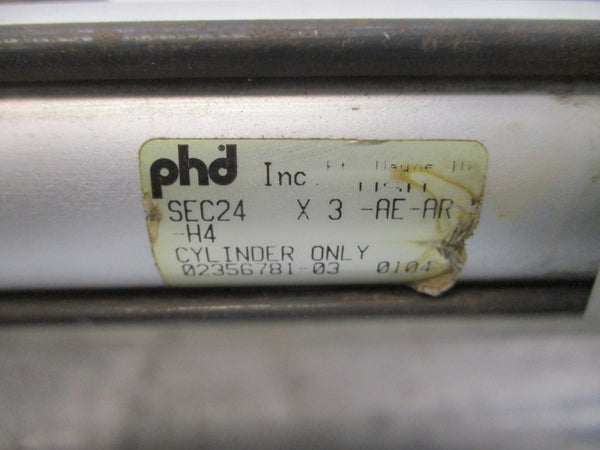 phd Inc.
SEC24 X 3 -AE-AR
-H4
CYLINDER ONLY
02356781-03 0104